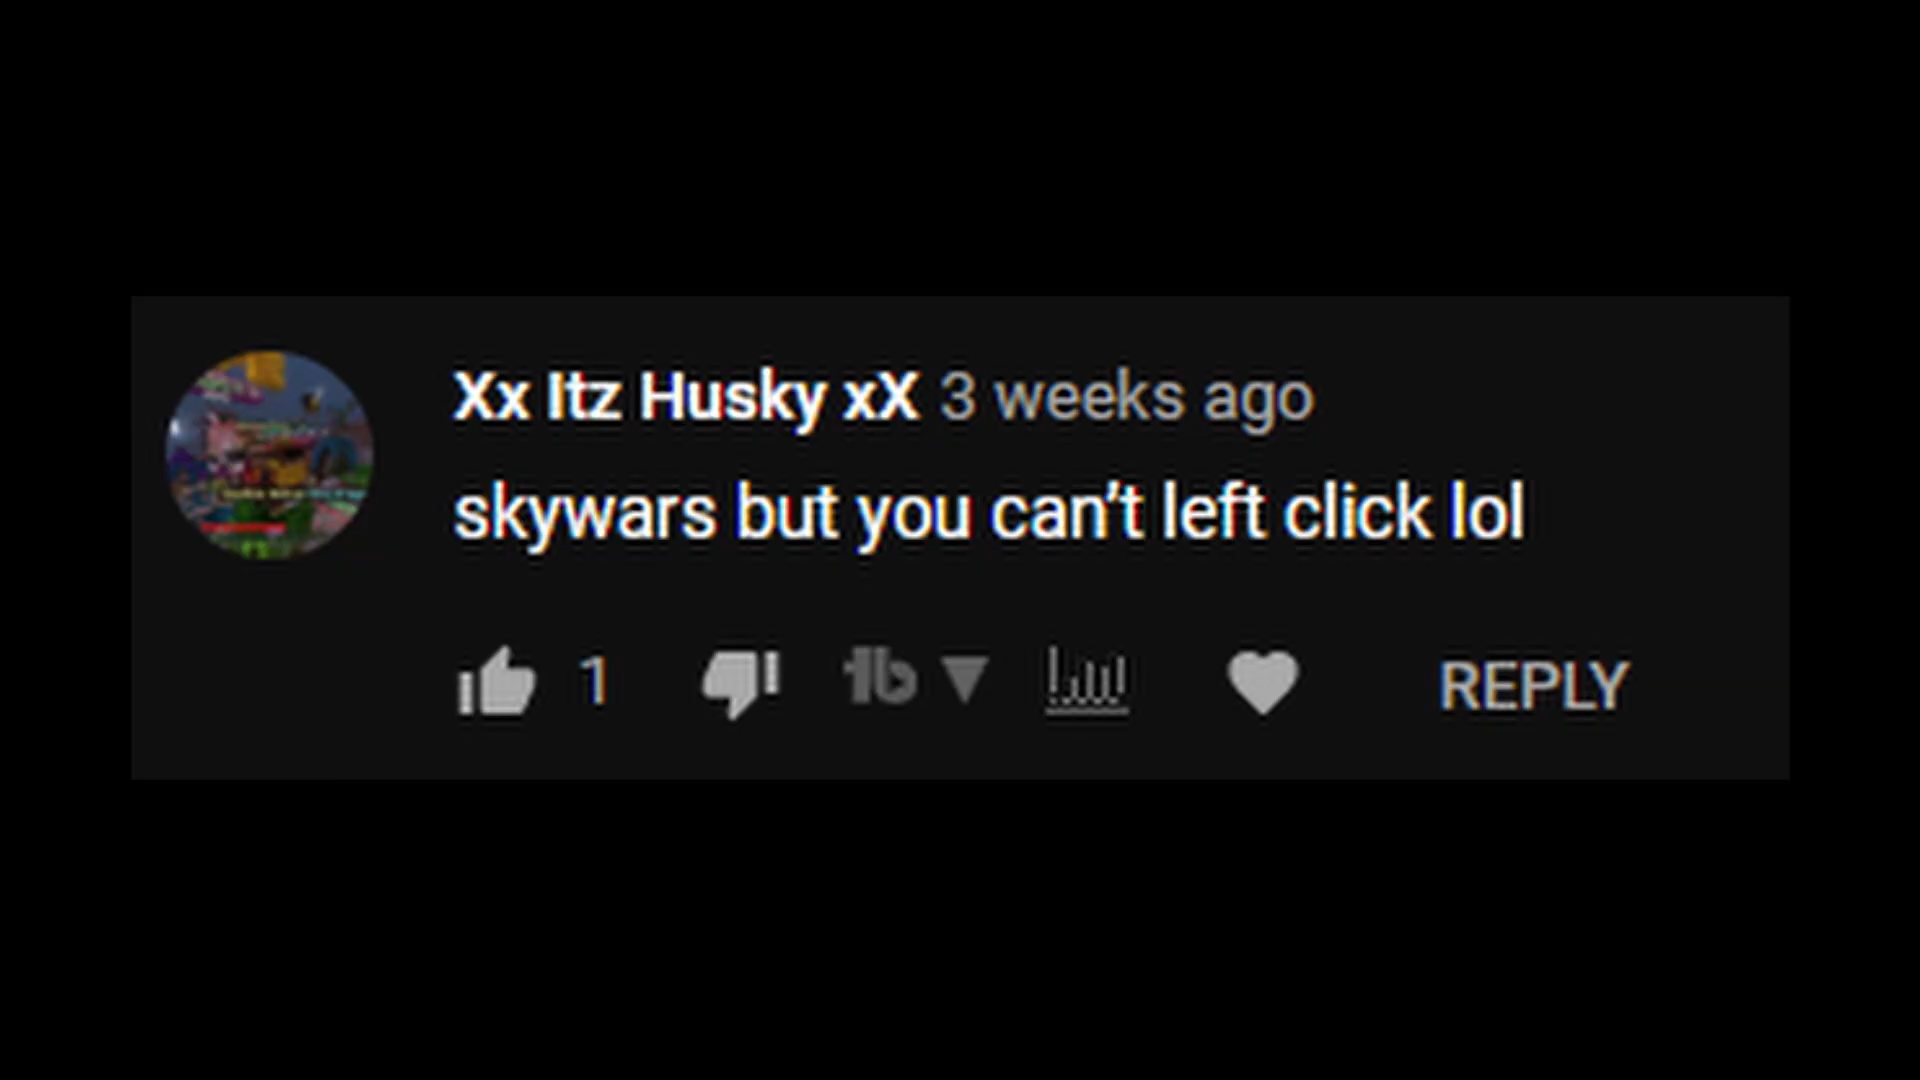 Xx Itz Husky xX 3 weeks ago
skywars but you can't left click lol
1 REPLY